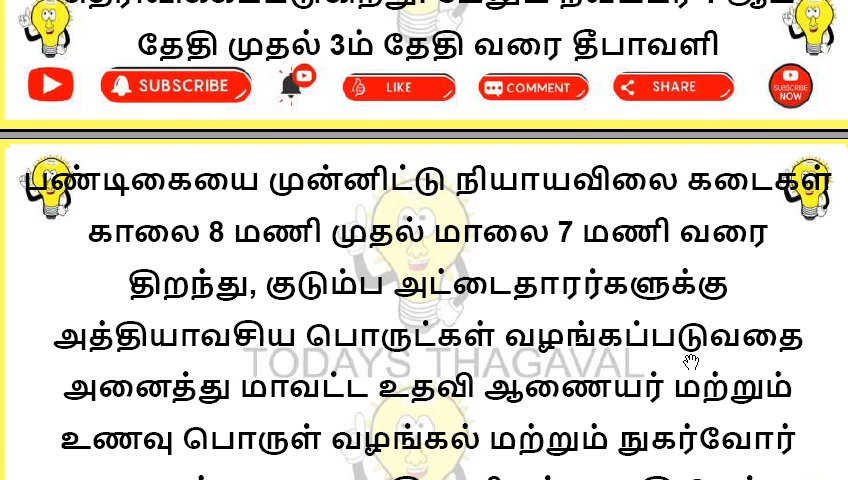 தேதி முதல் 3ம் தேதி வரை தீபாவளி
SUBSCRIBE
LIKE
COMMENT
SHARE
SUBSCRIBE NOW
பண்டிகையை முன்னிட்டு நியாயவிலை கடைகள்
காலை 8 மணி முதல் மாலை 7 மணி வரை
திறந்து, குடும்ப அட்டைதாரர்களுக்கு
அத்தியாவசிய பொருட்கள் வழங்கப்படுவதை
TODAYS THAGAVAL
அனைத்து மாவட்ட உதவி ஆணையர் மற்றும்
உணவு பொருள் வழங்கல் மற்றும் நுகர்வோர்